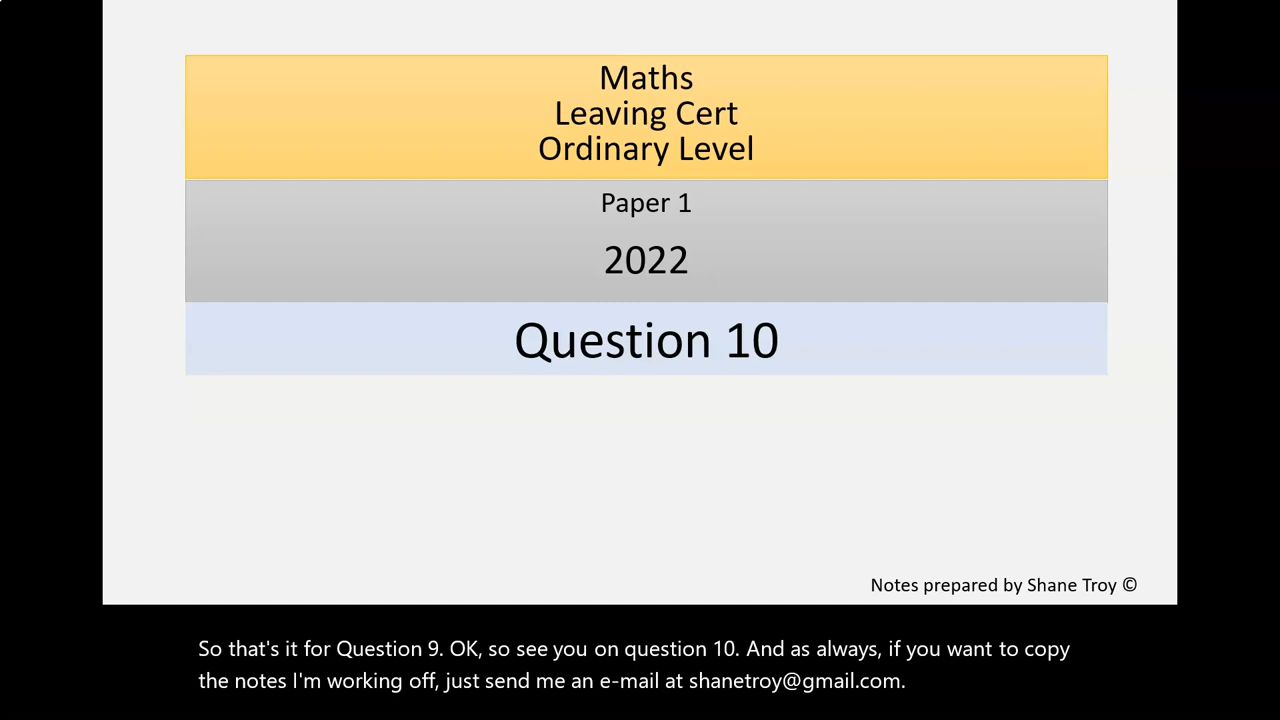 Maths
Leaving Cert
Ordinary Level
Paper 1
2022
Question 10
Notes prepared by Shane Troy ©
So that's it for Question 9. OK, so see you on question 10. And as always, if you want to copy
the notes I'm working off, just send me an e-mail at shanetroy@gmail.com.